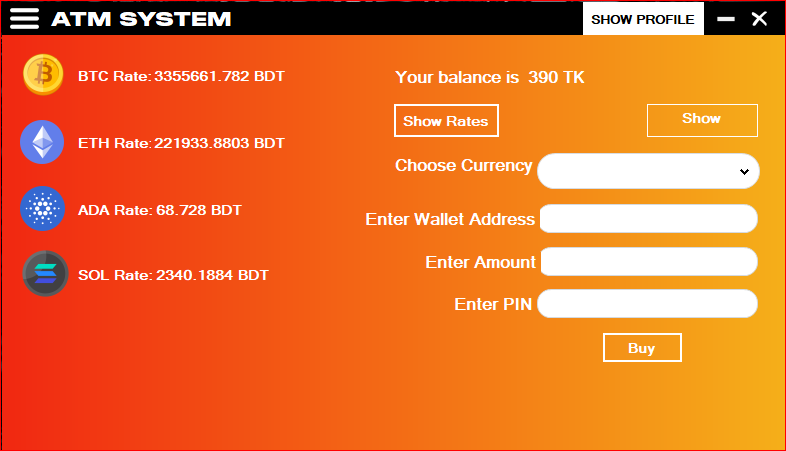 ATM SYSTEM
SHOW PROFILE
BTC Rate: 3355661.782 BDT
ETH Rate: 221933.8803 BDT
ADA Rate: 68.728 BDT
SOL Rate: 2340.1884 BDT
Your balance is 390 TK
Show Rates
Show
Choose Currency
Enter Wallet Address
Enter Amount
Enter PIN
Buy